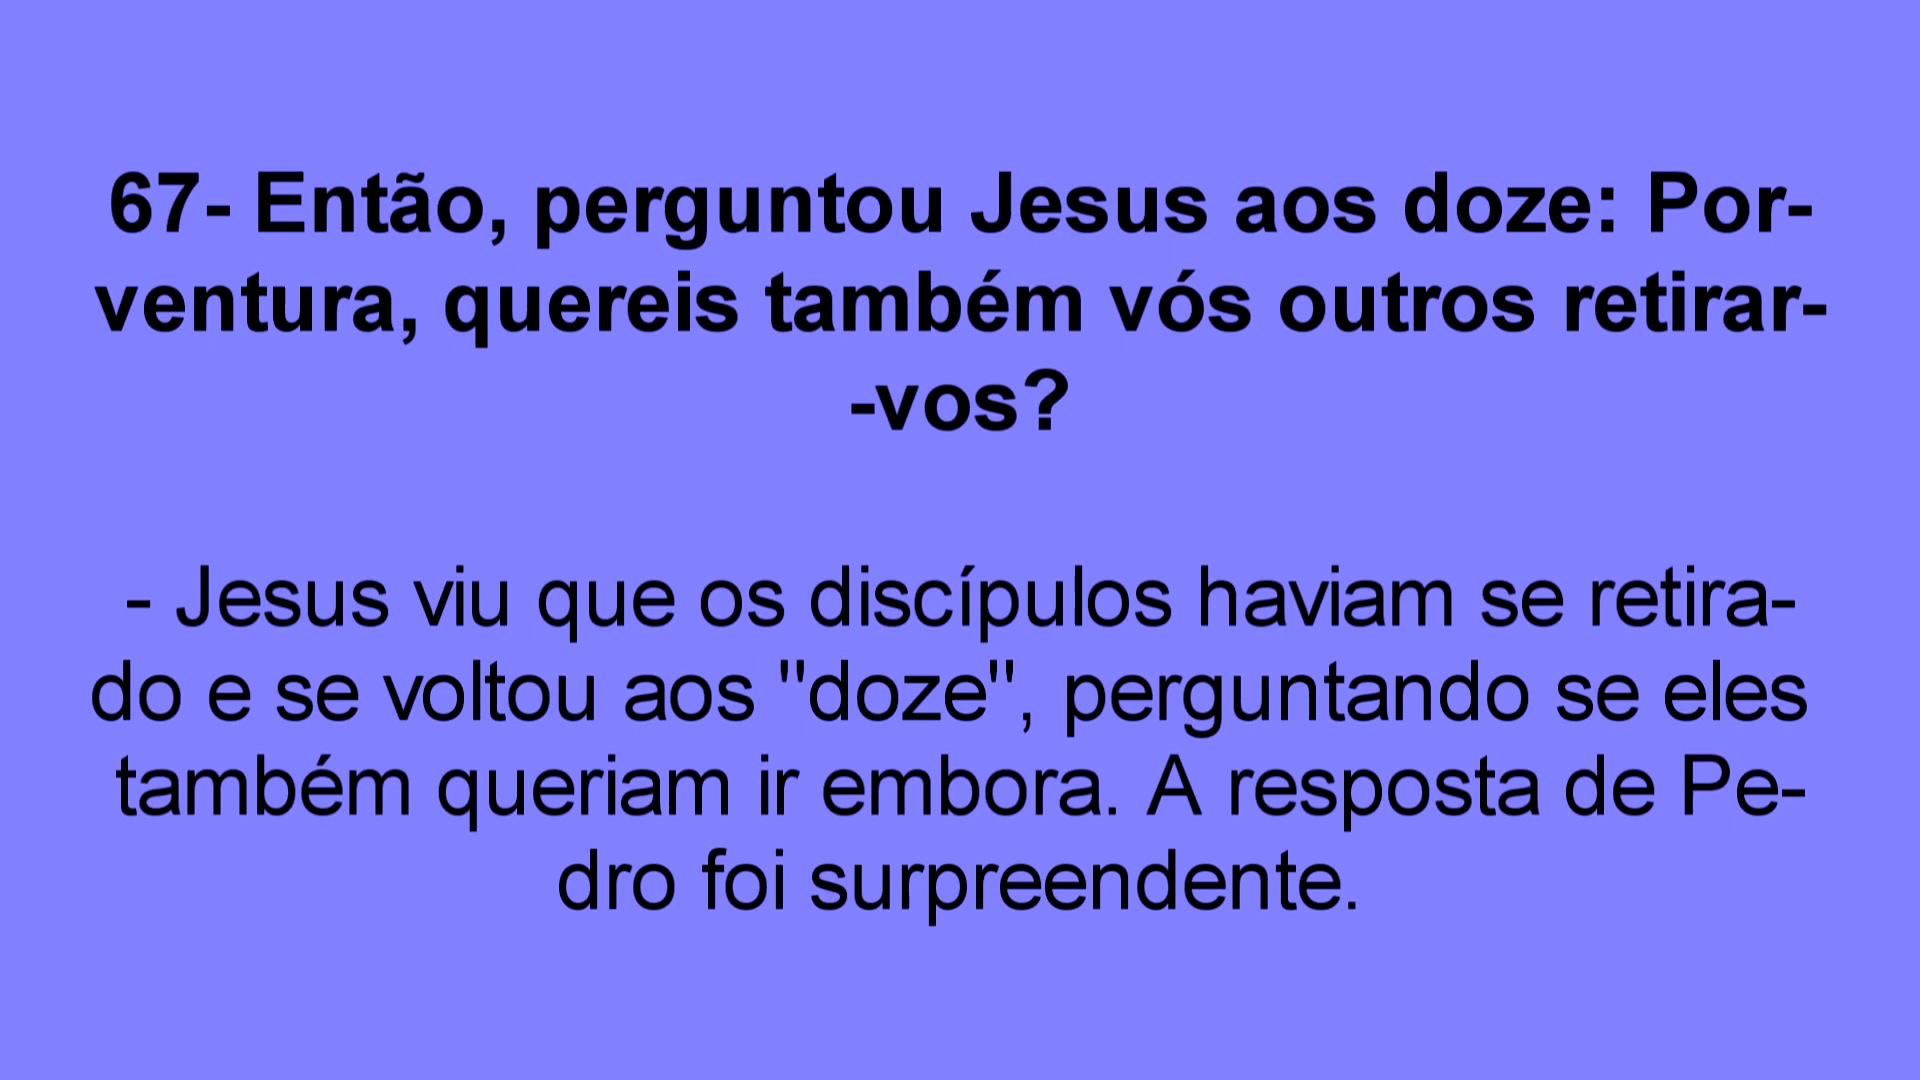 67- Então, perguntou Jesus aos doze: Por-
ventura, quereis também vós outros retirar-
-vos?
- Jesus viu que os discípulos haviam se retira-
do e se voltou aos "doze", perguntando se eles
também queriam ir embora. A resposta de Pe-
dro foi surpreendente.